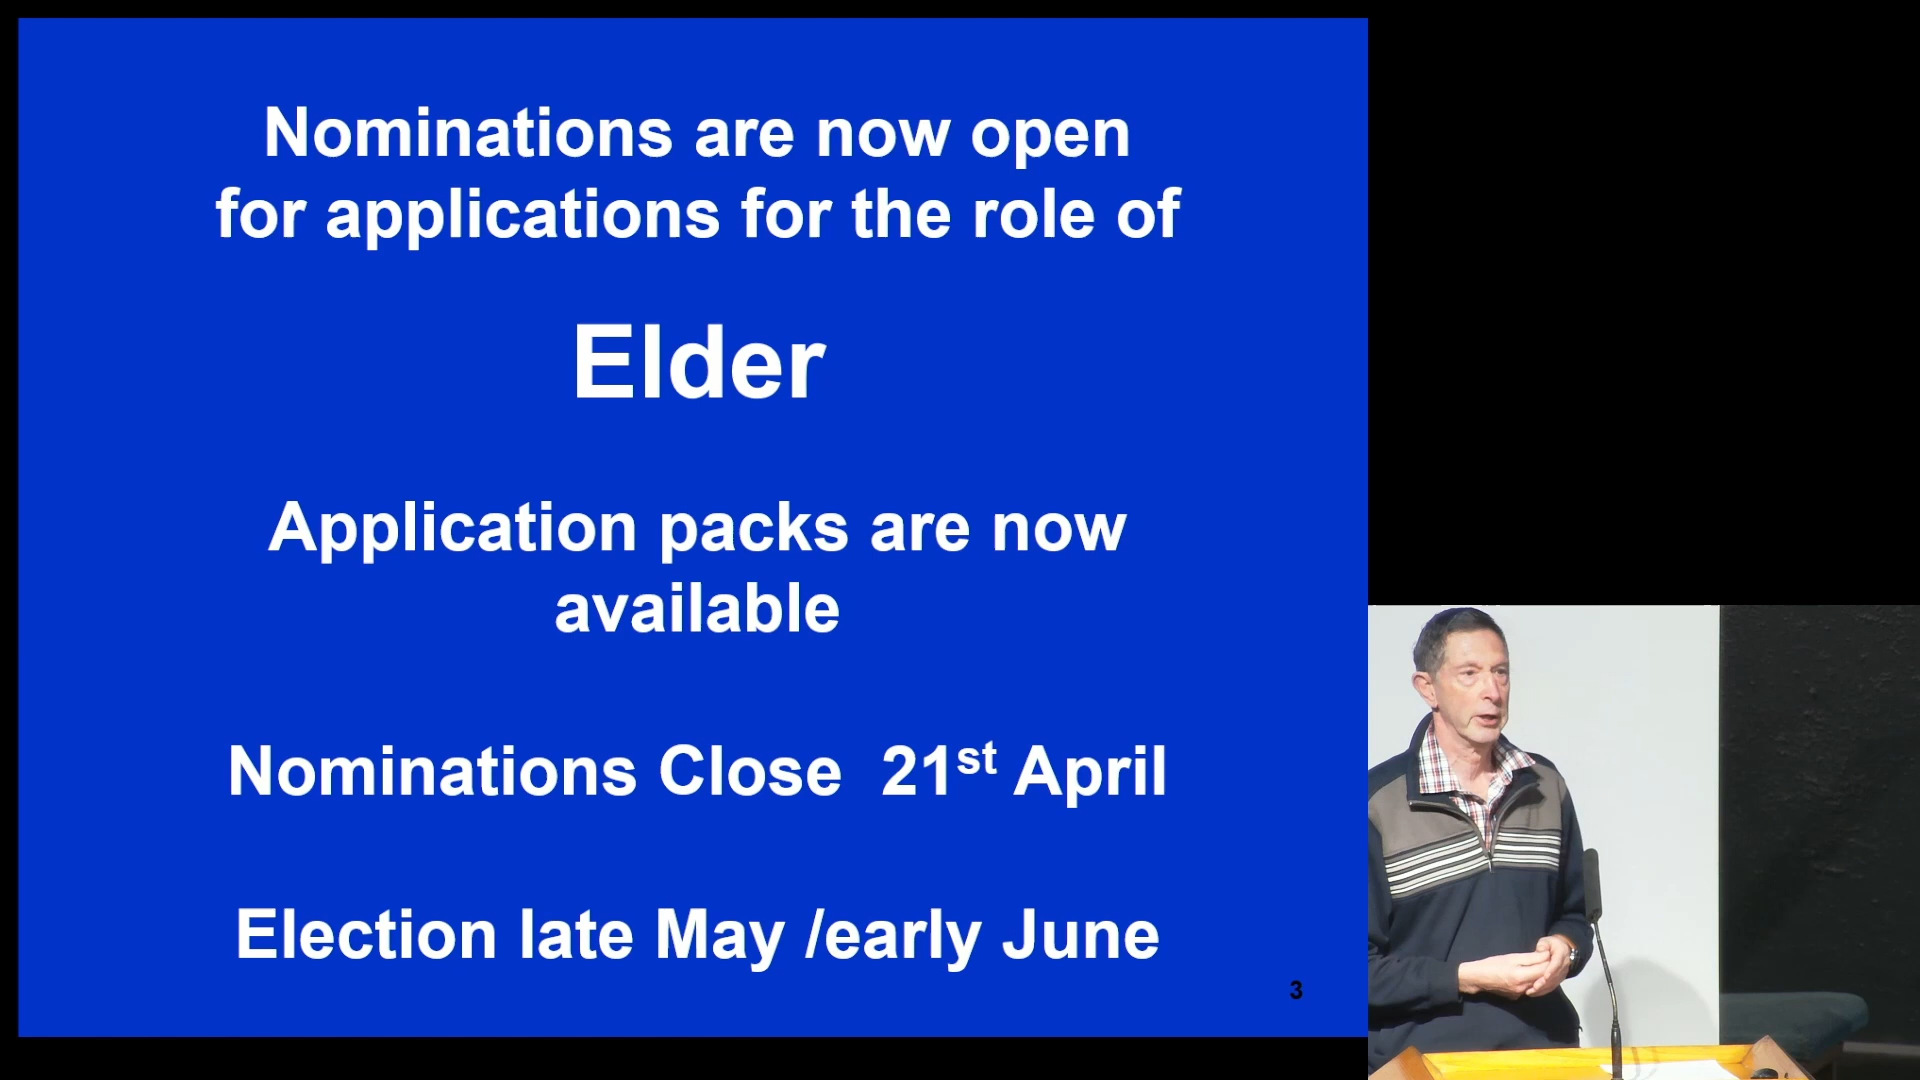 Nominations are now open
for applications for the role of
Elder
Application packs are now
available
Nominations Close  21st April
Election late May /early June
3